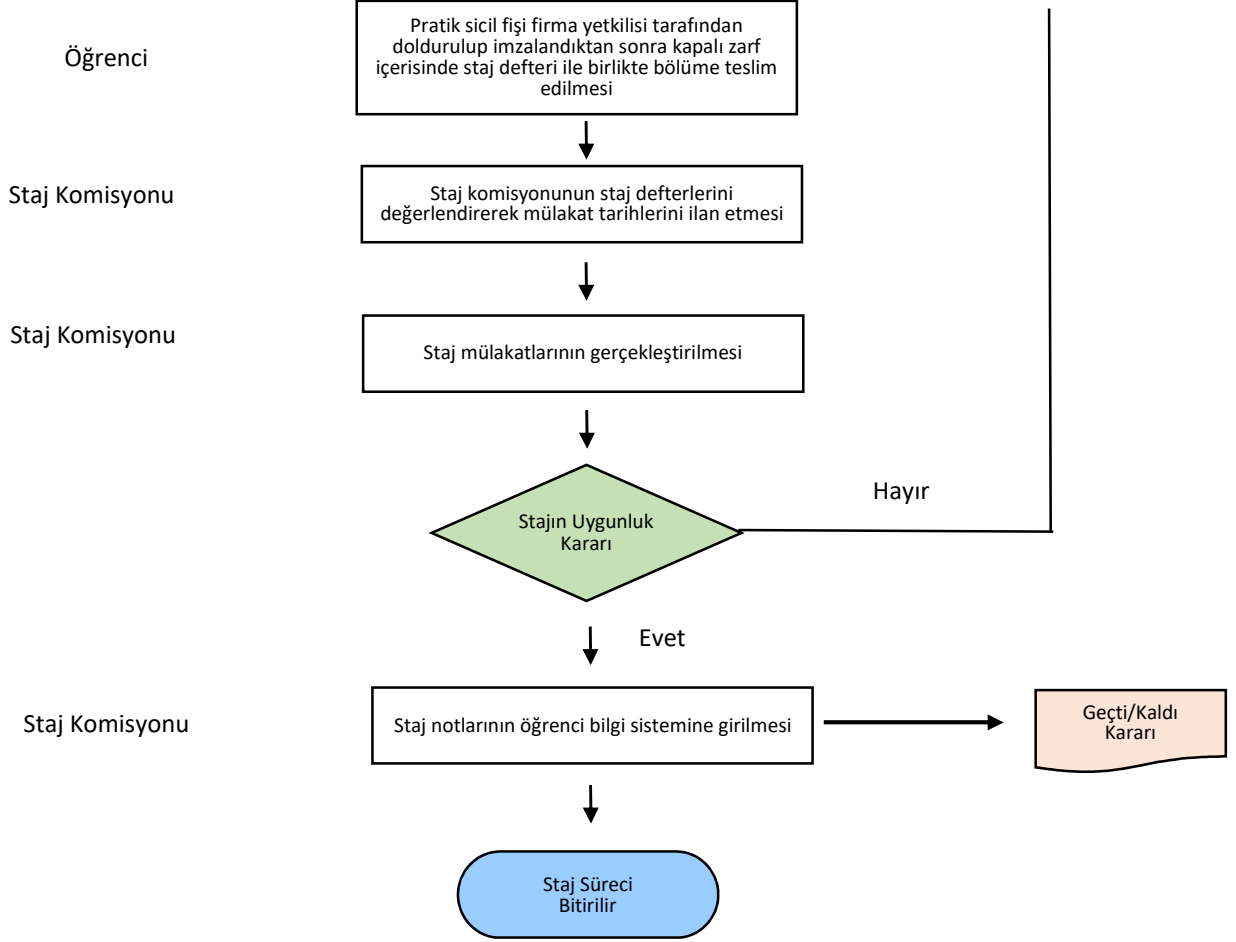 Öğrenci
Pratik sicil fişi firma yetkilisi tarafından
doldurulup imzalandıktan sonra kapalı zarf
içerisinde staj defteri ile birlikte bölüme teslim
edilmesi
Staj Komisyonu
Staj komisyonunun staj defterlerini
değerlendirerek mülakat tarihlerini ilan etmesi
Staj Komisyonu
Staj mülakatlarının gerçekleştirilmesi
Stajın Uygunluk
Kararı
Hayır
Evet
Staj Komisyonu
Staj notlarının öğrenci bilgi sistemine girilmesi
Geçti/Kaldı
Kararı
Staj Süreci
Bitirilir